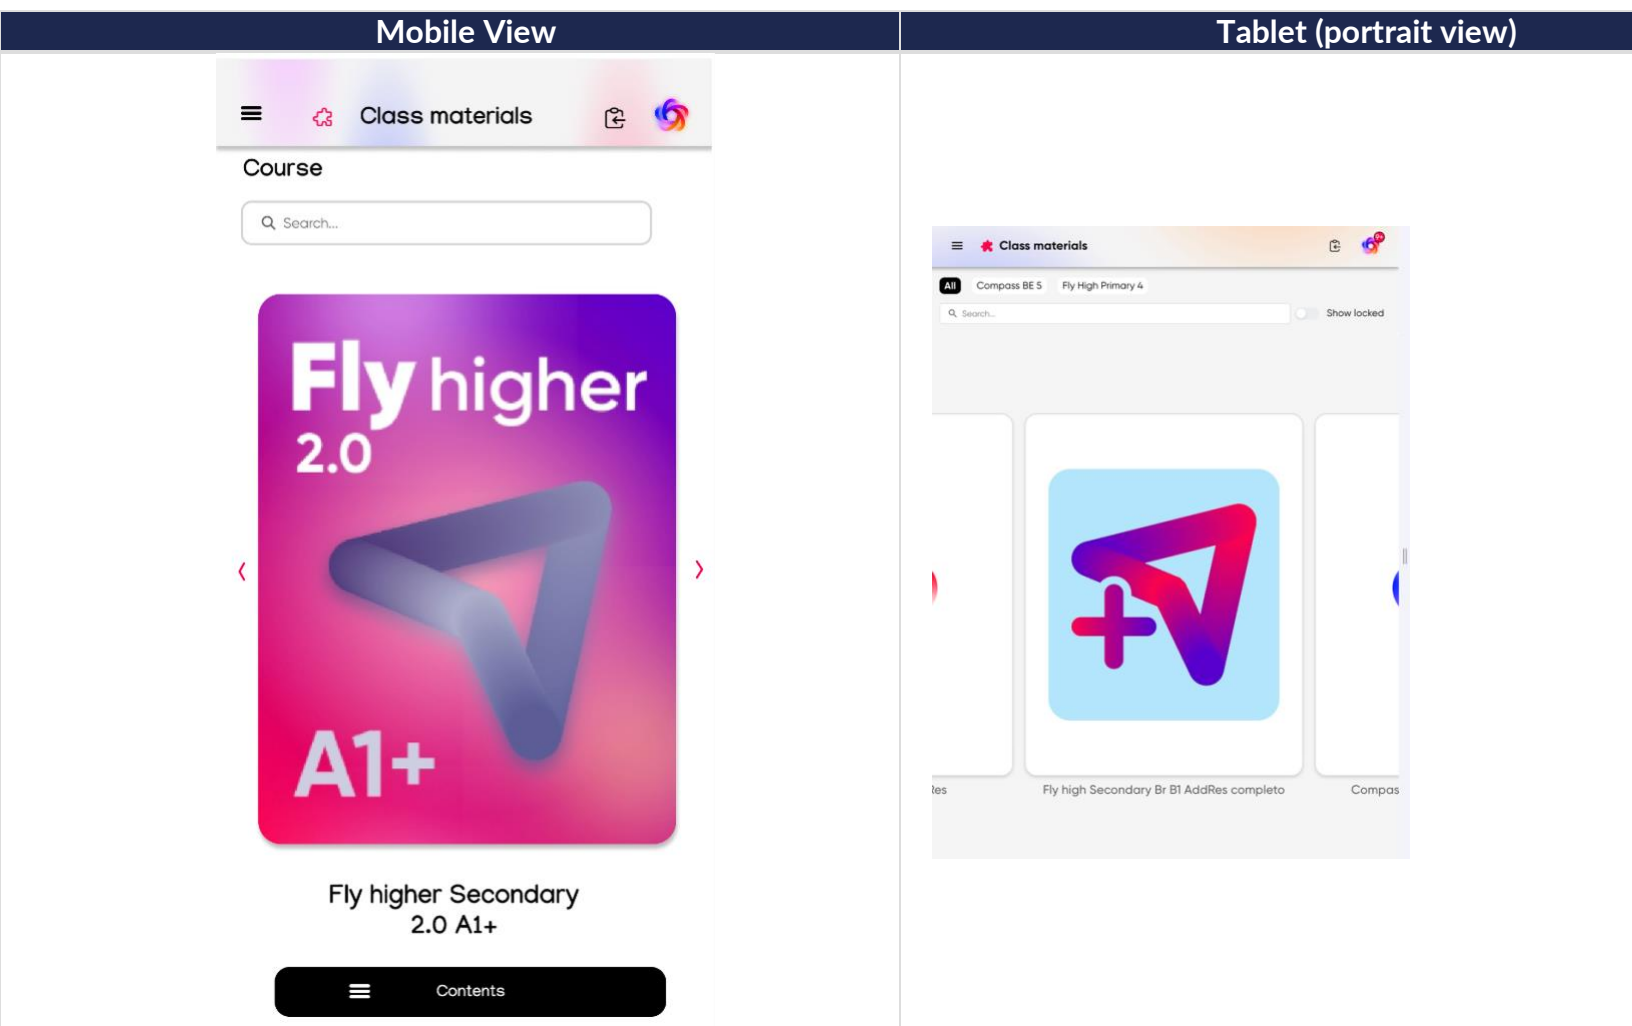 Mobile View
Class materials
Course
Search...
Fly higher
2.0
A1+
Fly higher Secondary
2.0 A1+
Contents
Tablet (portrait view)
Class materials
9+
All Compass BE 5 Fly High Primary 4
Search... Show locked
Res Fly high Secondary Br B1 AddRes completo Compas